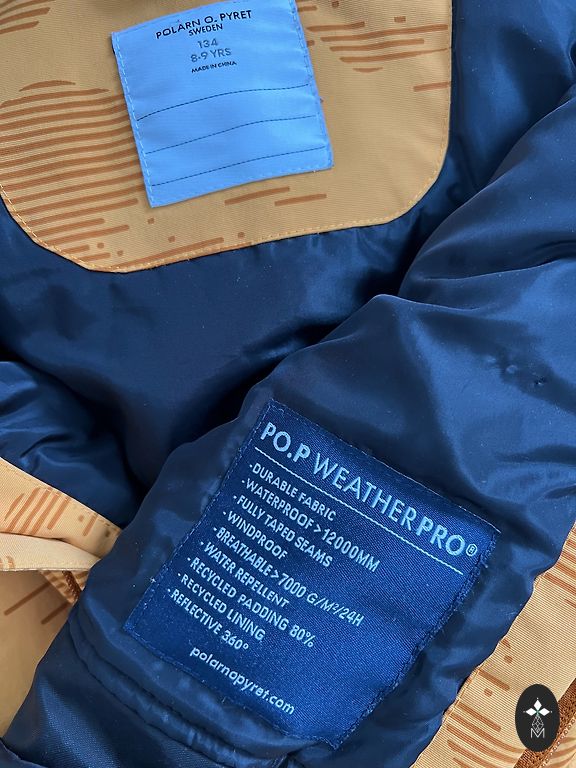 POLARN O. PYRET
SWEDEN
134
8-9 YRS
MADE IN CHINA
PO.P WEATHERPRO®
-DURABLE FABRIC
-WATERPROOF>12000MM
-FULLY TAPED SEAMS
-WINDPROOF
-BREATHABLE>7000 G/M²/24H
-WATER REPELLENT
-RECYCLED PADDING 80%
-RECYCLED LINING
-REFLECTIVE 360°
polarnopyret.com
M